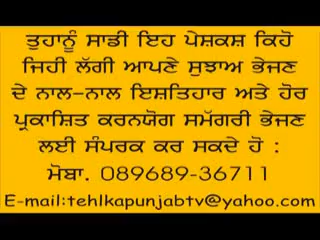 ਤੁਹਾਨੂੰ ਸਾਡੀ ਇਹ ਪੇਸ਼ਕਸ਼ ਕਿਹੋ
ਜਿਹੀ ਲੱਗੀ ਆਪਣੇ ਸੁਝਾਅ ਭੇਜਣ
ਦੇ ਨਾਲ-ਨਾਲ ਇਸ਼ਤਿਹਾਰ ਅਤੇ ਹੋਰ
ਪ੍ਰਕਾਸ਼ਿਤ ਕਰਨਯੋਗ ਸਮੱਗਰੀ ਭੇਜਣ
ਲਈ ਸੰਪਰਕ ਕਰ ਸਕਦੇ ਹੋ :
ਮੋਬਾ. 089689-36711
E-mail:tehlkapunjabtv@yahoo.com